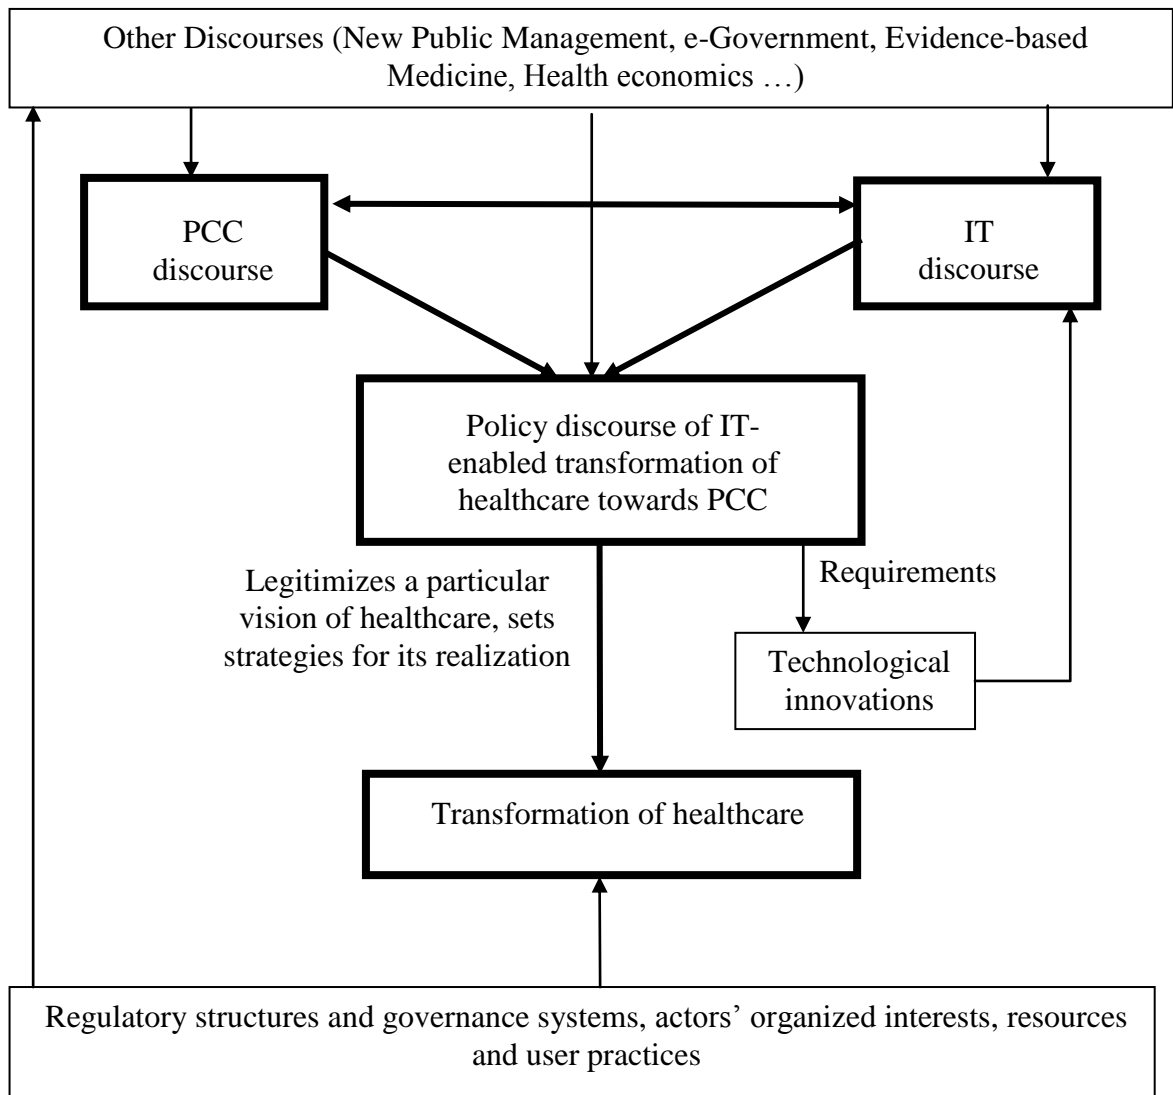 Other Discourses (New Public Management, e-Government, Evidence-based
Medicine, Health economics …)
PCC
discourse
IT
discourse
Policy discourse of IT-
enabled transformation of
healthcare towards PCC
Legitimizes a particular
vision of healthcare, sets
strategies for its realization
Requirements
Technological
innovations
Transformation of healthcare
Regulatory structures and governance systems, actors’ organized interests, resources
and user practices